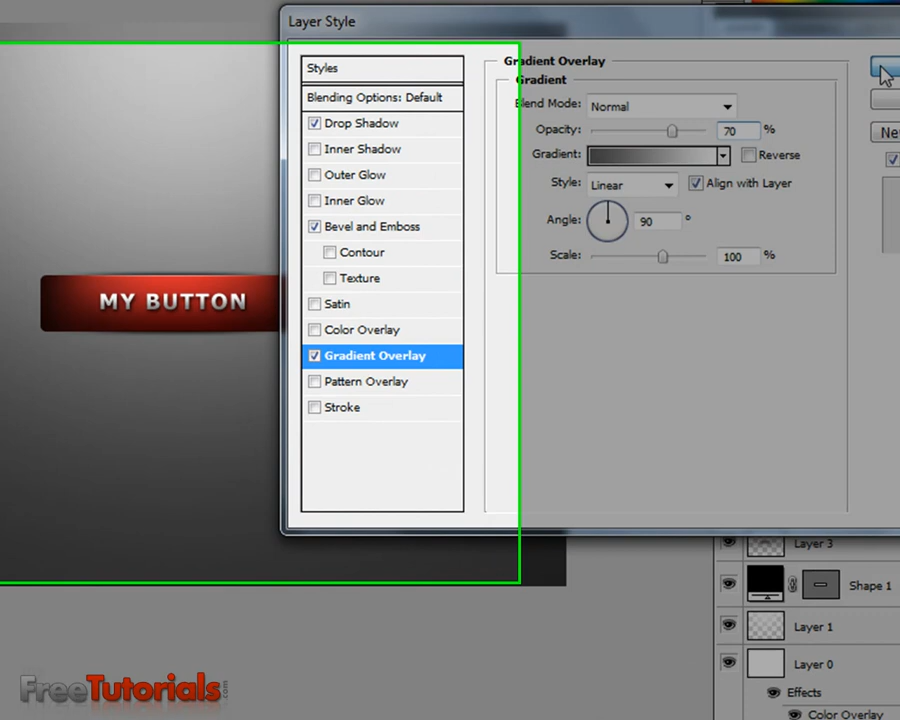 Layer Style
Styles
Blending Options: Default
Drop Shadow
Inner Shadow
Outer Glow
Inner Glow
Bevel and Emboss
Contour
Texture
Satin
Color Overlay
Gradient Overlay
Pattern Overlay
Stroke
Gradient Overlay
Gradient
Blend Mode: Normal
Opacity: 70 %
Gradient: Reverse
Style: Linear Align with Layer
Angle: 90 °
Scale: 100 %
MY BUTTON
Layer 3
Shape 1
Layer 1
Layer 0
Effects
Color Overlay
FreeTutorials.com